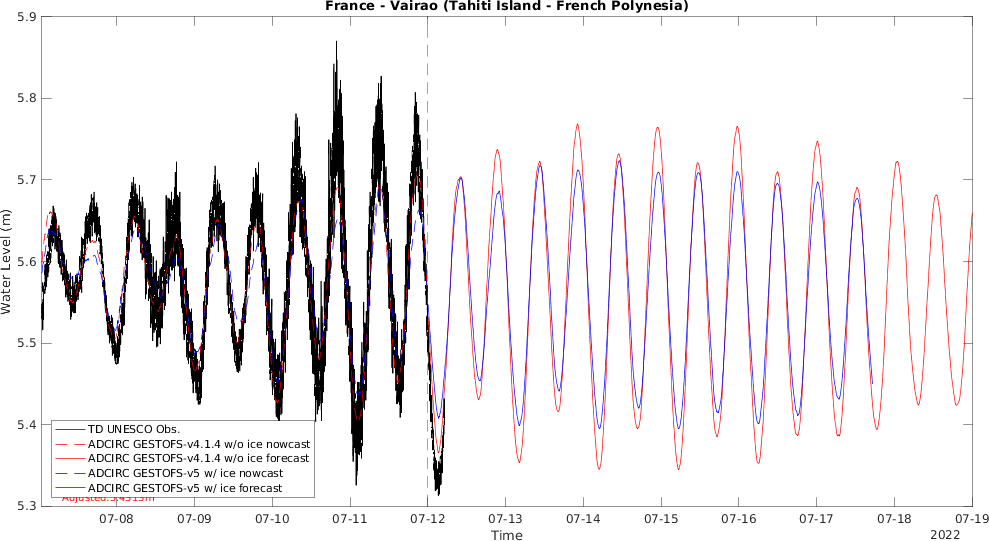 France - Vairao (Tahiti Island - French Polynesia)
5.9
5.8
5.7
5.6
5.5
5.4
5.3
Water Level (m)
TD UNESCO Obs.
ADCIRC GESTOFS-v4.1.4 w/o ice nowcast
ADCIRC GESTOFS-v4.1.4 w/o ice forecast
ADCIRC GESTOFS-v5 w/ ice nowcast
ADCIRC GESTOFS-v5 w/ ice forecast
07-08 07-09 07-10 07-11 07-12 07-13 07-14 07-15 07-16 07-17 07-18 07-19
Time
2022